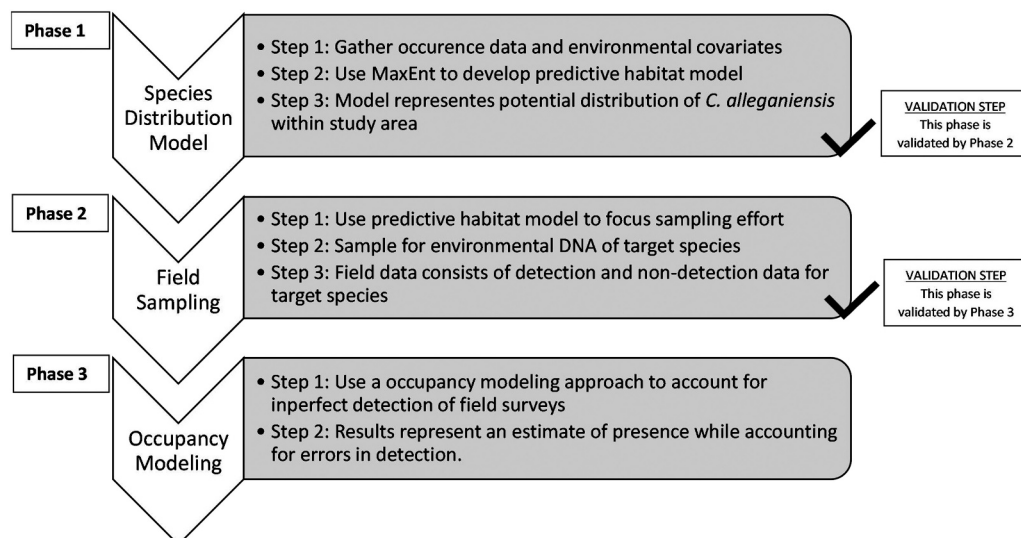 Phase 1
Species
Distribution
Model
• Step 1: Gather occurence data and environmental covariates
• Step 2: Use MaxEnt to develop predictive habitat model
• Step 3: Model representes potential distribution of C. alleganiensis
within study area
VALIDATION STEP
This phase is
validated by Phase 2
Phase 2
Field
Sampling
• Step 1: Use predictive habitat model to focus sampling effort
• Step 2: Sample for environmental DNA of target species
• Step 3: Field data consists of detection and non-detection data for
target species
VALIDATION STEP
This phase is
validated by Phase 3
Phase 3
Occupancy
Modeling
• Step 1: Use a occupancy modeling approach to account for
inperfect detection of field surveys
• Step 2: Results represent an estimate of presence while accounting
for errors in detection.